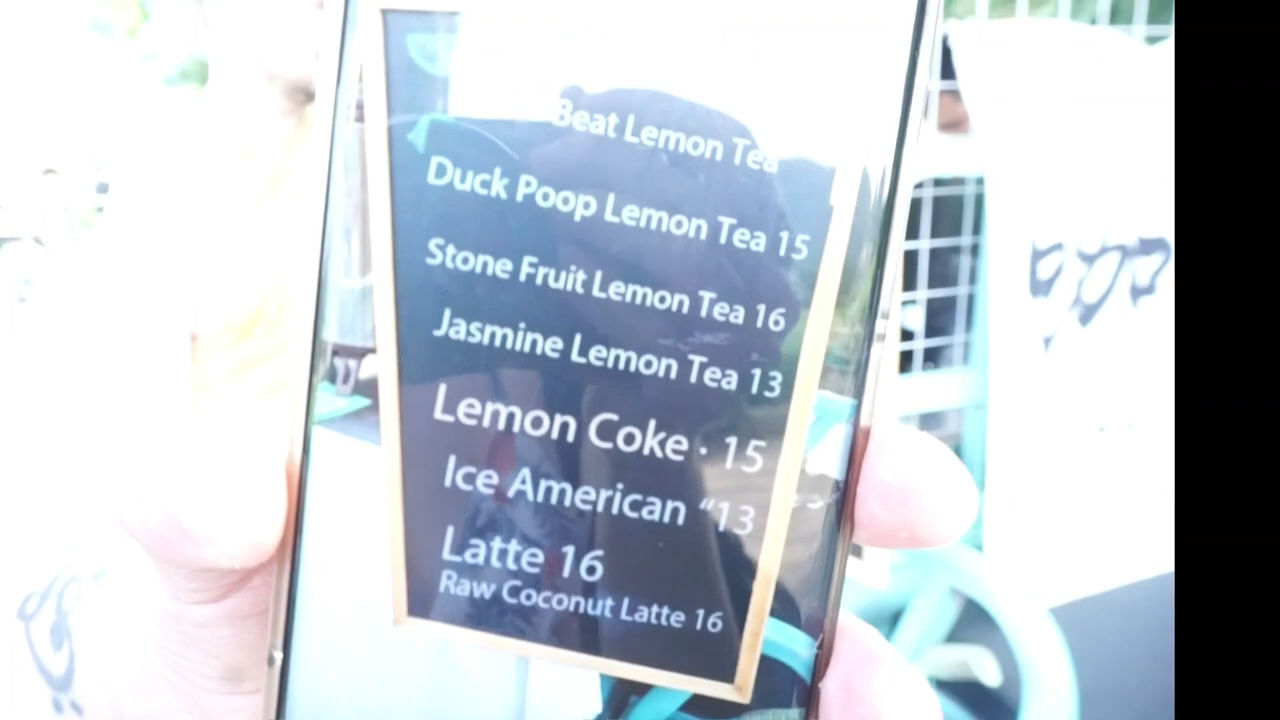 Beat Lemon Tea
Duck Poop Lemon Tea 15
Stone Fruit Lemon Tea 16
Jasmine Lemon Tea 13
Lemon Coke · 15
Ice American “13
Latte 16
Raw Coconut Latte 16